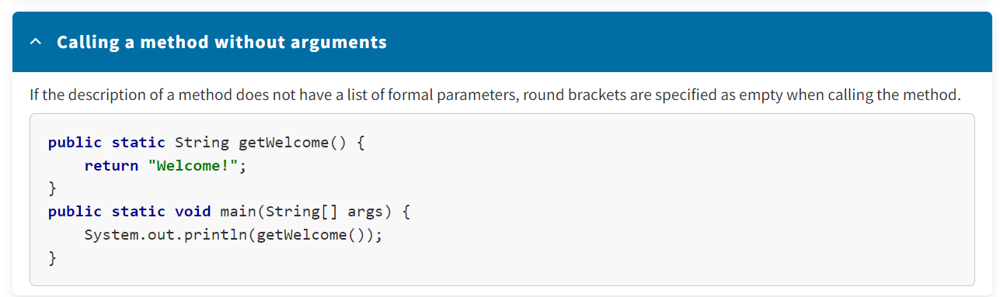 Calling a method without arguments
If the description of a method does not have a list of formal parameters, round brackets are specified as empty when calling the method.
public static String getWelcome() {
    return "Welcome!";
}
public static void main(String[] args) {
    System.out.println(getWelcome());
}